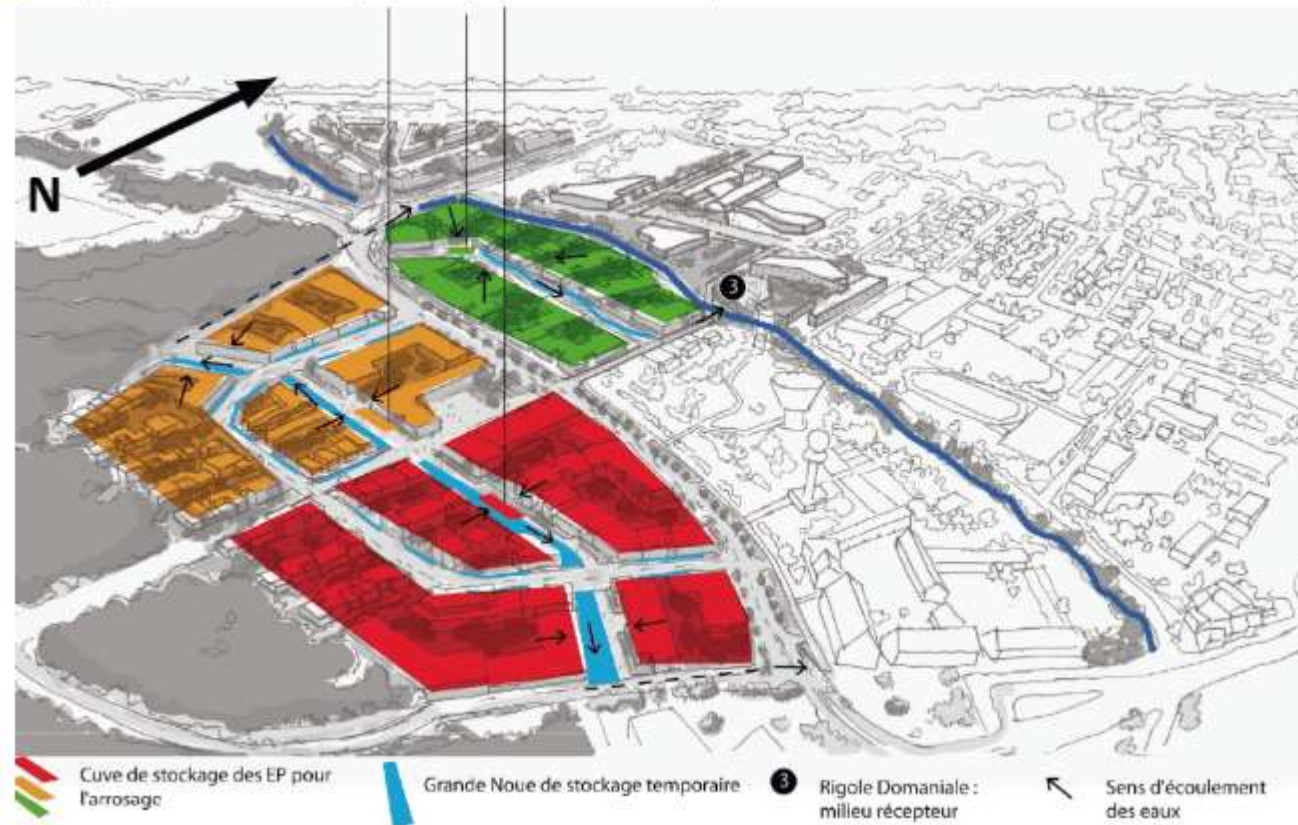 N
3
Cuve de stockage des EP pour
l'arrosage
Grande Noue de stockage temporaire
3
Rigole Domaniale :
milieu récepteur
Sens d'écoulement
des eaux